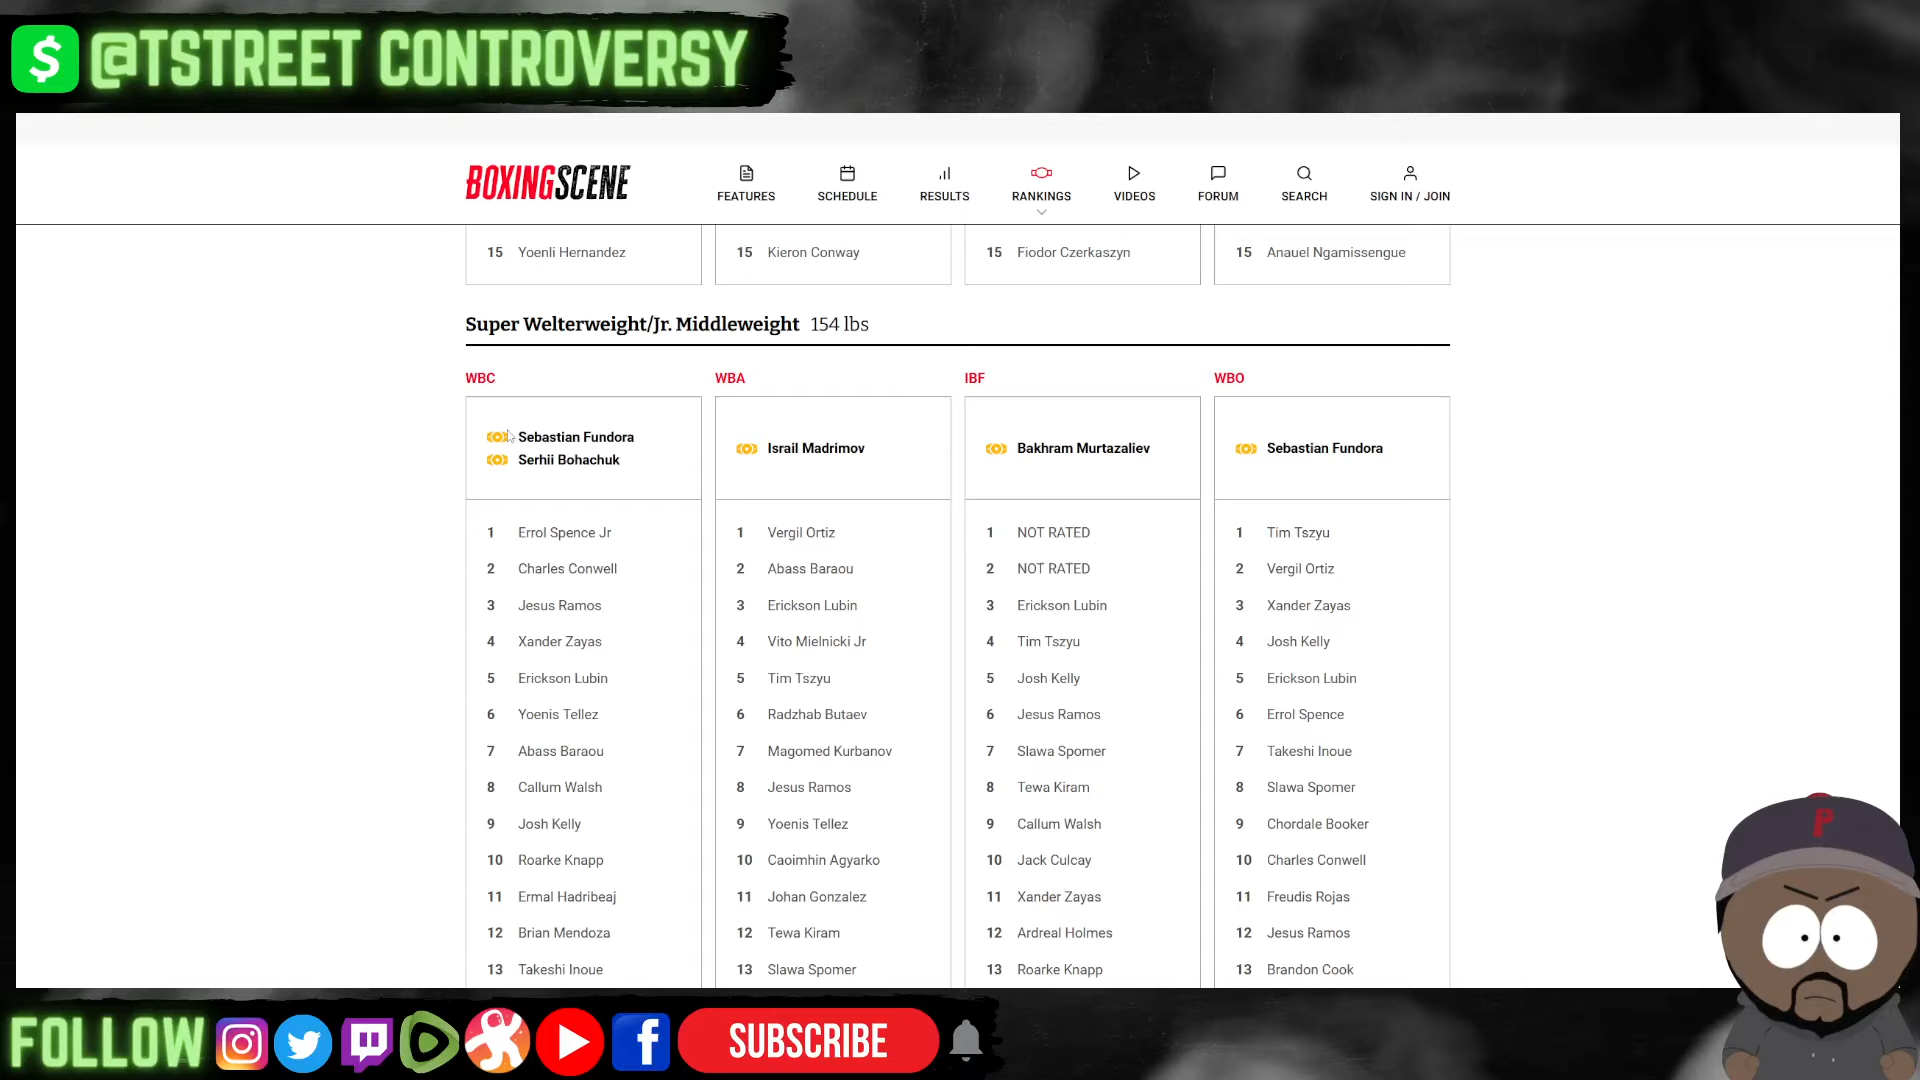 $ @TSTREET CONTROVERSY
BOXINGSCENE
FEATURES
SCHEDULE
RESULTS
RANKINGS
VIDEOS
FORUM
SEARCH
SIGN IN / JOIN
15 Yoenli Hernandez
15 Kieron Conway
15 Fiodor Czerkaszyn
15 Anauel Ngamissengue
Super Welterweight/Jr. Middleweight 154 lbs
WBC
Sebastian Fundora
Serhii Bohachuk
1 Errol Spence Jr
2 Charles Conwell
3 Jesus Ramos
4 Xander Zayas
5 Erickson Lubin
6 Yoenis Tellez
7 Abass Baraou
8 Callum Walsh
9 Josh Kelly
10 Roarke Knapp
11 Ermal Hadribeaj
12 Brian Mendoza
13 Takeshi Inoue
WBA
Israil Madrimov
1 Vergil Ortiz
2 Abass Baraou
3 Erickson Lubin
4 Vito Mielnicki Jr
5 Tim Tszyu
6 Radzhab Butaev
7 Magomed Kurbanov
8 Jesus Ramos
9 Yoenis Tellez
10 Caoimhin Agyarko
11 Johan Gonzalez
12 Tewa Kiram
13 Slawa Spomer
IBF
Bakhram Murtazaliev
1 NOT RATED
2 NOT RATED
3 Erickson Lubin
4 Tim Tszyu
5 Josh Kelly
6 Jesus Ramos
7 Slawa Spomer
8 Tewa Kiram
9 Callum Walsh
10 Jack Culcay
11 Xander Zayas
12 Ardreal Holmes
13 Roarke Knapp
WBO
Sebastian Fundora
1 Tim Tszyu
2 Vergil Ortiz
3 Xander Zayas
4 Josh Kelly
5 Erickson Lubin
6 Errol Spence
7 Takeshi Inoue
8 Slawa Spomer
9 Chordale Booker
10 Charles Conwell
11 Freudis Rojas
12 Jesus Ramos
13 Brandon Cook
P
FOLLOW
SUBSCRIBE